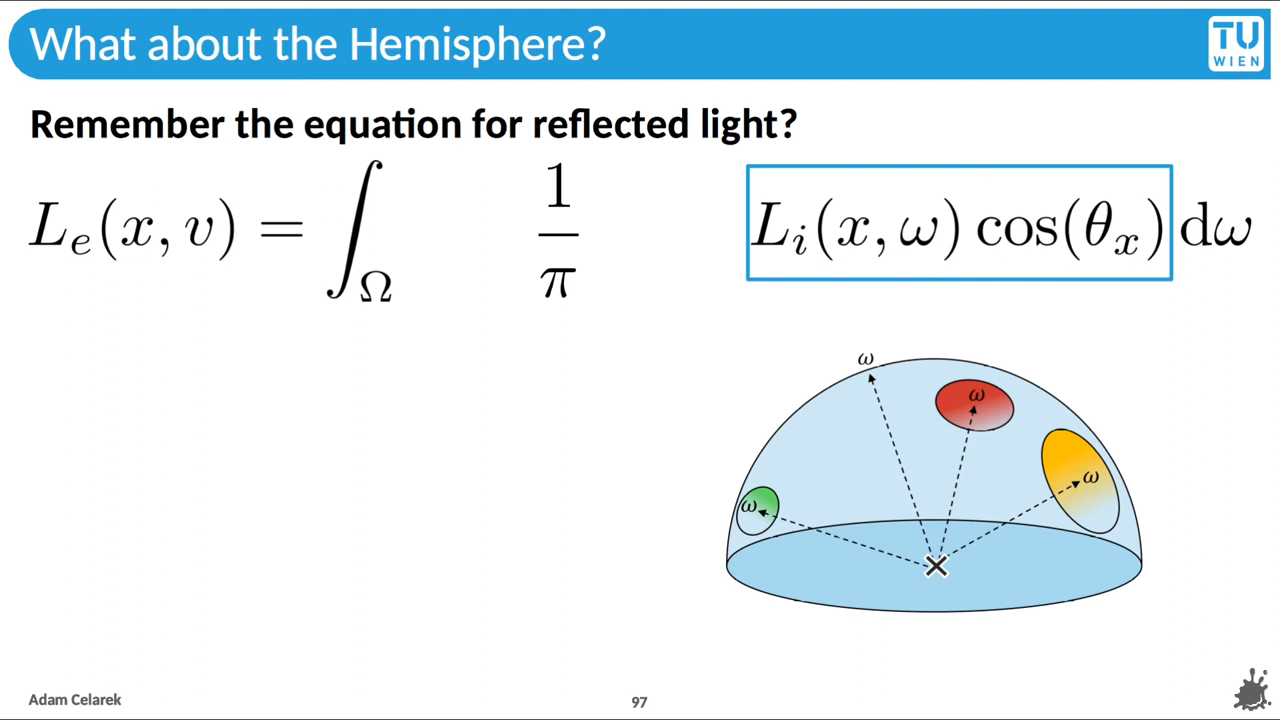 What about the Hemisphere?
TU
WIEN
Remember the equation for reflected light?
L_e(x, v) = ∫_Ω 1/π L_i(x, ω) cos(θ_x) dω
ω
ω
ω
ω
Adam Celarek
97